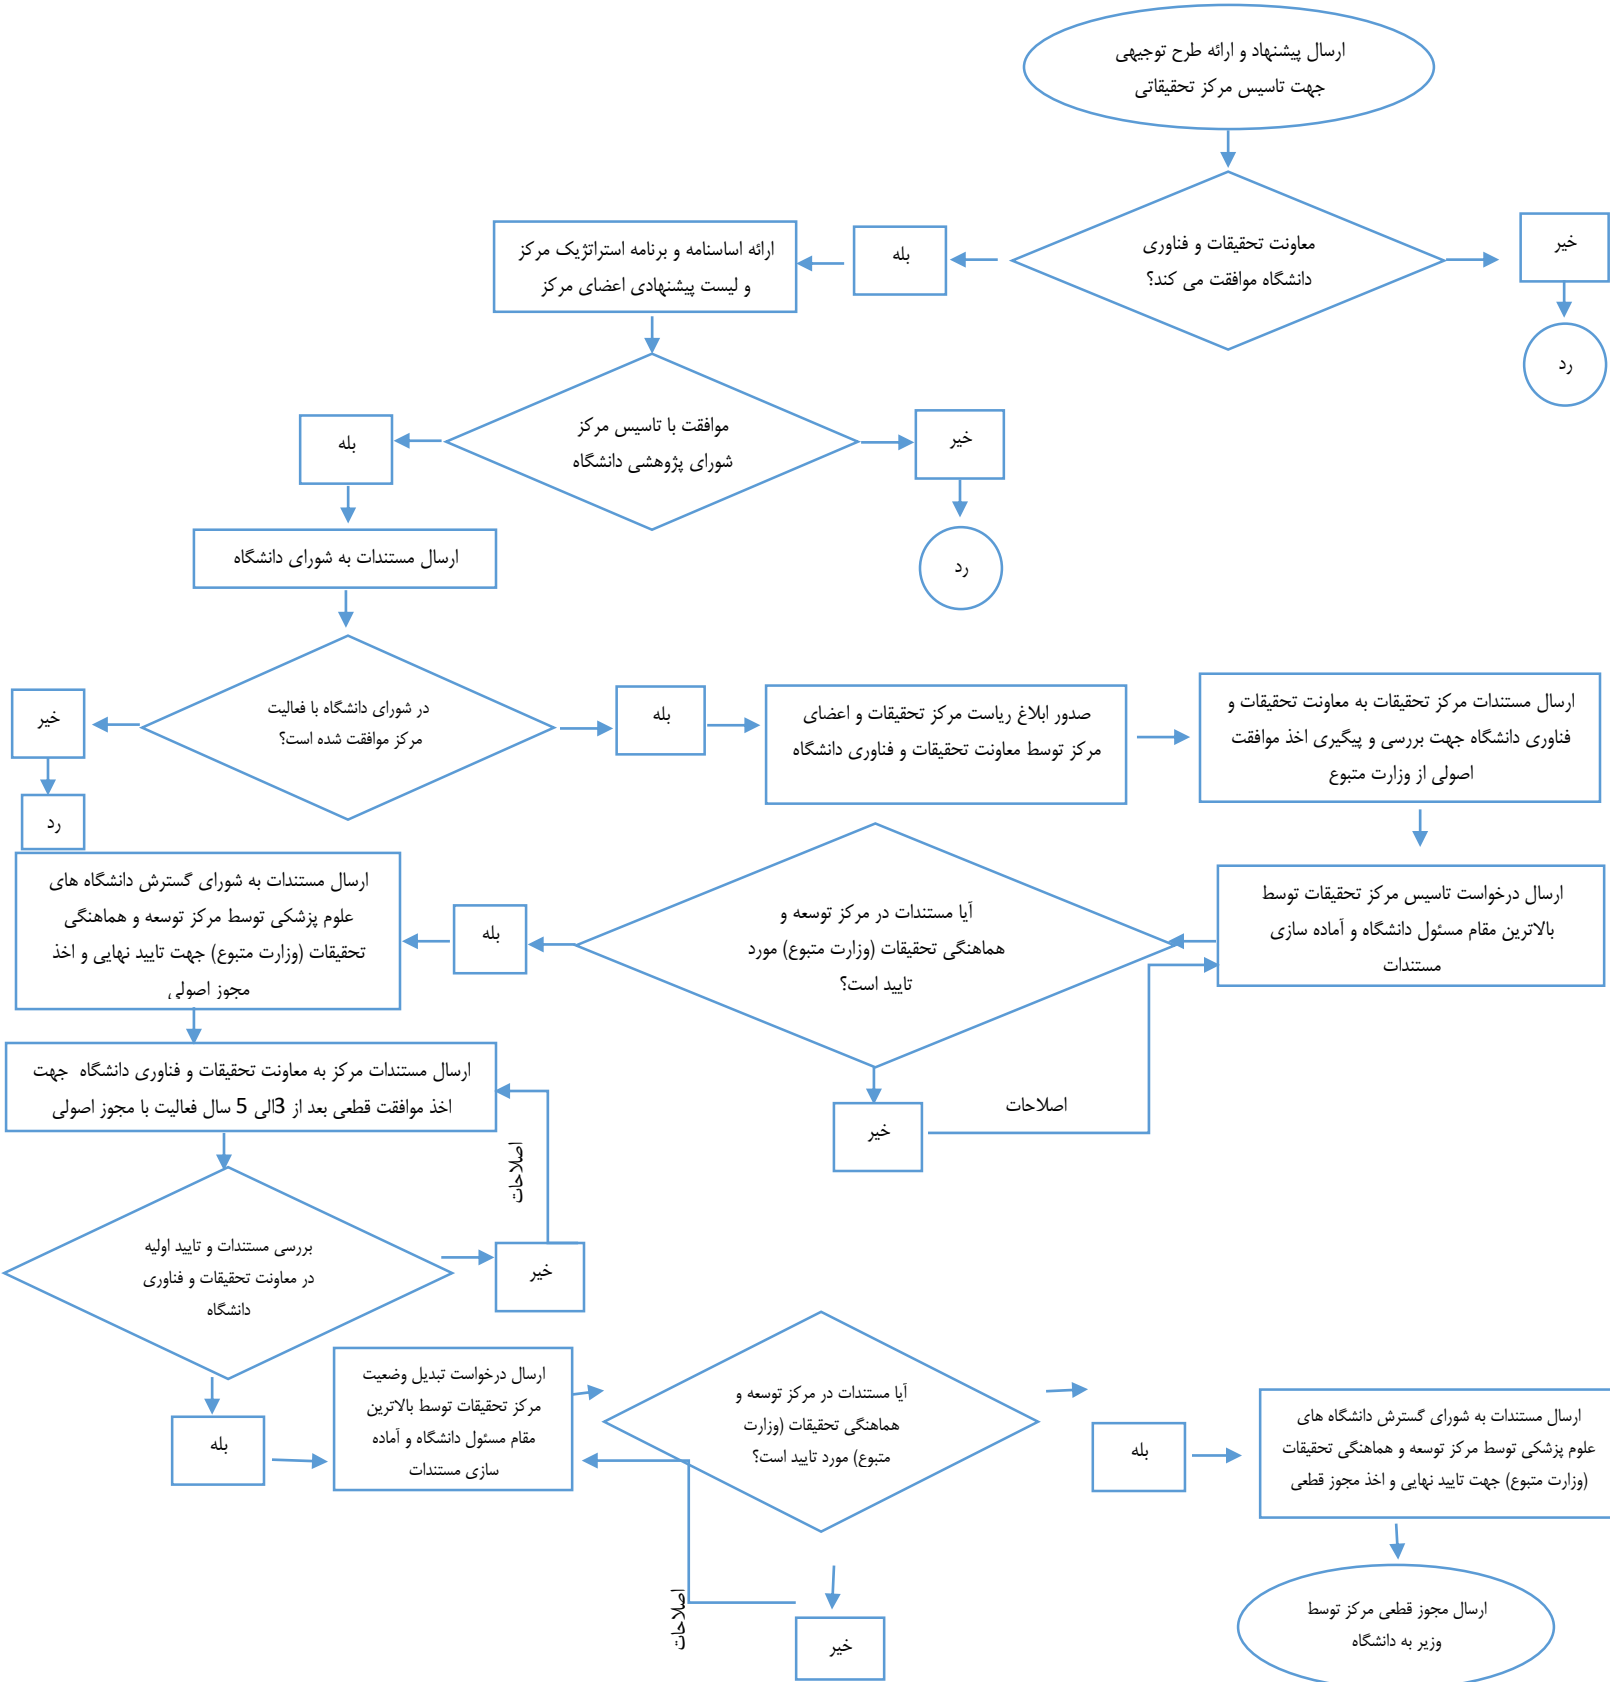 ارسال پیشنهاد و ارائه طرح توجیهی
جهت تاسیس مرکز تحقیقاتی
معاونت تحقیقات و فناوری
دانشگاه موافقت می کند؟
خیر
رد
بله
ارائه اساسنامه و برنامه استراتژیک مرکز
و لیست پیشنهادی اعضای مرکز
موافقت با تاسیس مرکز
شورای پژوهشی دانشگاه
خیر
رد
بله
ارسال مستندات به شورای دانشگاه
در شورای دانشگاه با فعالیت
مرکز موافقت شده است؟
خیر
رد
بله
صدور ابلاغ ریاست مرکز تحقیقات و اعضای
مرکز توسط معاونت تحقیقات و فناوری دانشگاه
ارسال مستندات مرکز تحقیقات به معاونت تحقیقات و
فناوری دانشگاه جهت بررسی و پیگیری اخذ موافقت
اصولی از وزارت متبوع
ارسال درخواست تاسیس مرکز تحقیقات توسط
بالاترین مقام مسئول دانشگاه و آماده سازی
مستندات
آیا مستندات در مرکز توسعه و
هماهنگی تحقیقات (وزارت متبوع) مورد
تایید است؟
خیر
اصلاحات
بله
ارسال مستندات به شورای گسترش دانشگاه های
علوم پزشکی توسط مرکز توسعه و هماهنگی
تحقیقات (وزارت متبوع) جهت تایید نهایی و اخذ
مجوز اصولی
ارسال مستندات مرکز به معاونت تحقیقات و فناوری دانشگاه جهت
اخذ موافقت قطعی بعد از 3الی 5 سال فعالیت با مجوز اصولی
اصلاحات
بررسی مستندات و تایید اولیه
در معاونت تحقیقات و فناوری
دانشگاه
خیر
بله
ارسال درخواست تبدیل وضعیت
مرکز تحقیقات توسط بالاترین
مقام مسئول دانشگاه و آماده
سازی مستندات
آیا مستندات در مرکز توسعه و
هماهنگی تحقیقات (وزارت
متبوع) مورد تایید است؟
اصلاحات
خیر
بله
ارسال مستندات به شورای گسترش دانشگاه های
علوم پزشکی توسط مرکز توسعه و هماهنگی تحقیقات
(وزارت متبوع) جهت تایید نهایی و اخذ مجوز قطعی
ارسال مجوز قطعی مرکز توسط
وزیر به دانشگاه